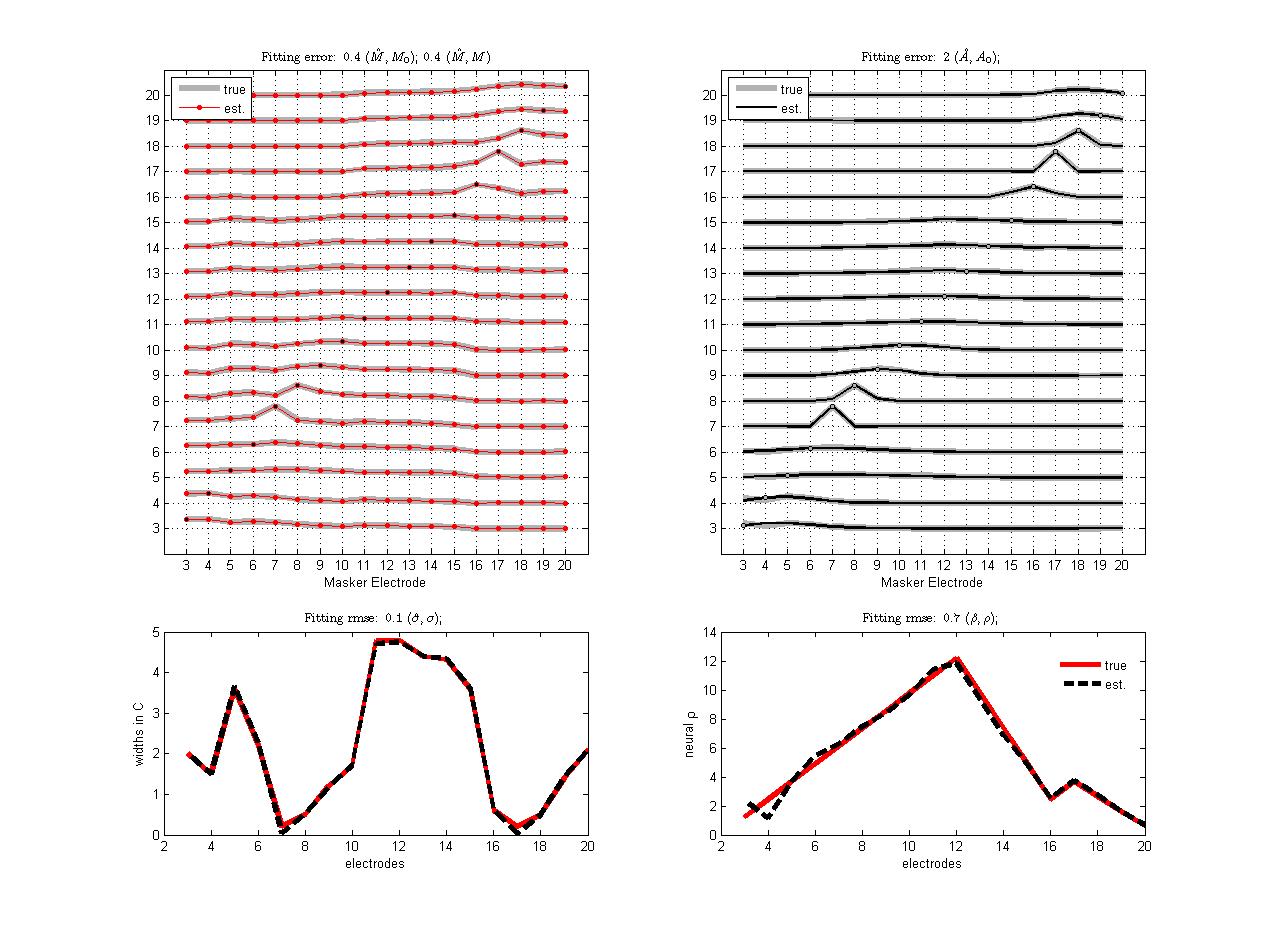 Fitting error: 0.4 (M̂, M₀); 0.4 (M̂, M)
true
est.
20
19
18
17
16
15
14
13
12
11
10
9
8
7
6
5
4
3
3 4 5 6 7 8 9 10 11 12 13 14 15 16 17 18 19 20
Masker Electrode
Fitting error: 2 (Â, A₀);
true
est.
20
19
18
17
16
15
14
13
12
11
10
9
8
7
6
5
4
3
3 4 5 6 7 8 9 10 11 12 13 14 15 16 17 18 19 20
Masker Electrode
Fitting rmse: 0.1 (σ̂, σ);
widths in C
5
4
3
2
1
0
2 4 6 8 10 12 14 16 18 20
electrodes
Fitting rmse: 0.7 (ρ̂, ρ);
true
est.
neural ρ
14
12
10
8
6
4
2
0
2 4 6 8 10 12 14 16 18 20
electrodes